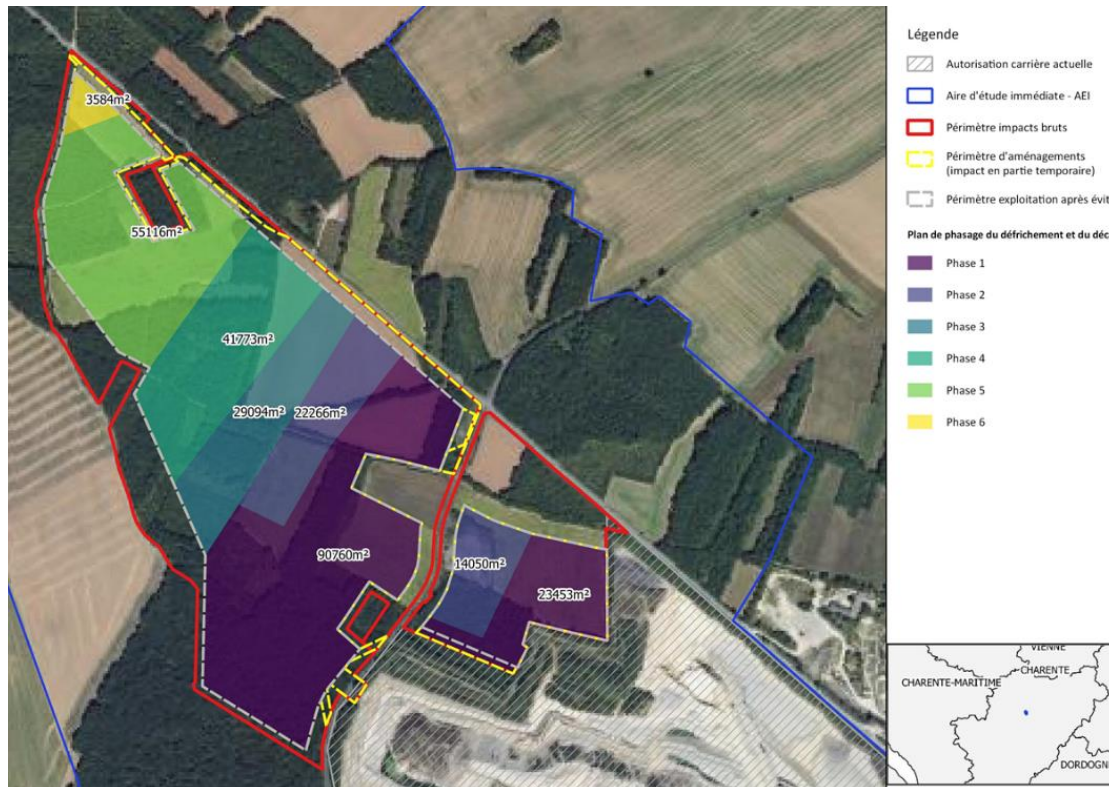 3584m²
55116m²
41773m²
29094m²
22266m²
90760m²
14050m²
23453m²
Légende
Autorisation carrière actuelle
Aire d'étude immédiate - AEI
Périmètre impacts bruts
Périmètre d'aménagements
(impact en partie temporaire)
Périmètre exploitation après évit
Plan de phasage du défrichement et du déc
Phase 1
Phase 2
Phase 3
Phase 4
Phase 5
Phase 6
VIENNE
CHARENTE
CHARENTE-MARITIME
DORDOGN